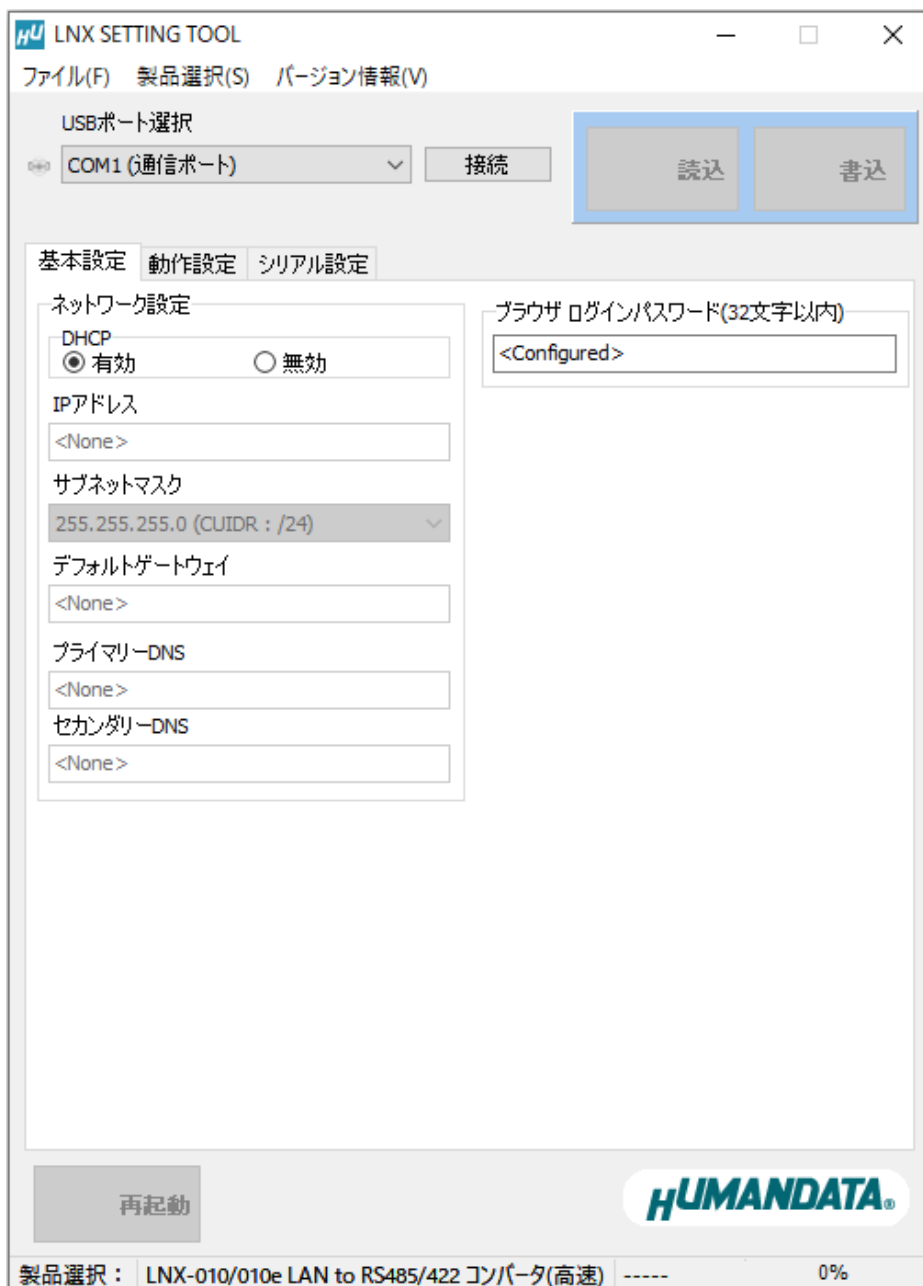 HU LNX SETTING TOOL
ファイル(F) 製品選択(S) バージョン情報(V)
USBポート選択
COM1 (通信ポート)
接続
読込
書込
基本設定 動作設定 シリアル設定
ネットワーク設定
DHCP
有効 無効
IPアドレス
<None>
サブネットマスク
255.255.255.0 (CUIDR : /24)
デフォルトゲートウェイ
<None>
プライマリーDNS
<None>
セカンダリーDNS
<None>
ブラウザ ログインパスワード(32文字以内)
<Configured>
再起動
HUMANDATA®
製品選択: LNX-010/010e LAN to RS485/422 コンバータ(高速) ----- 0%